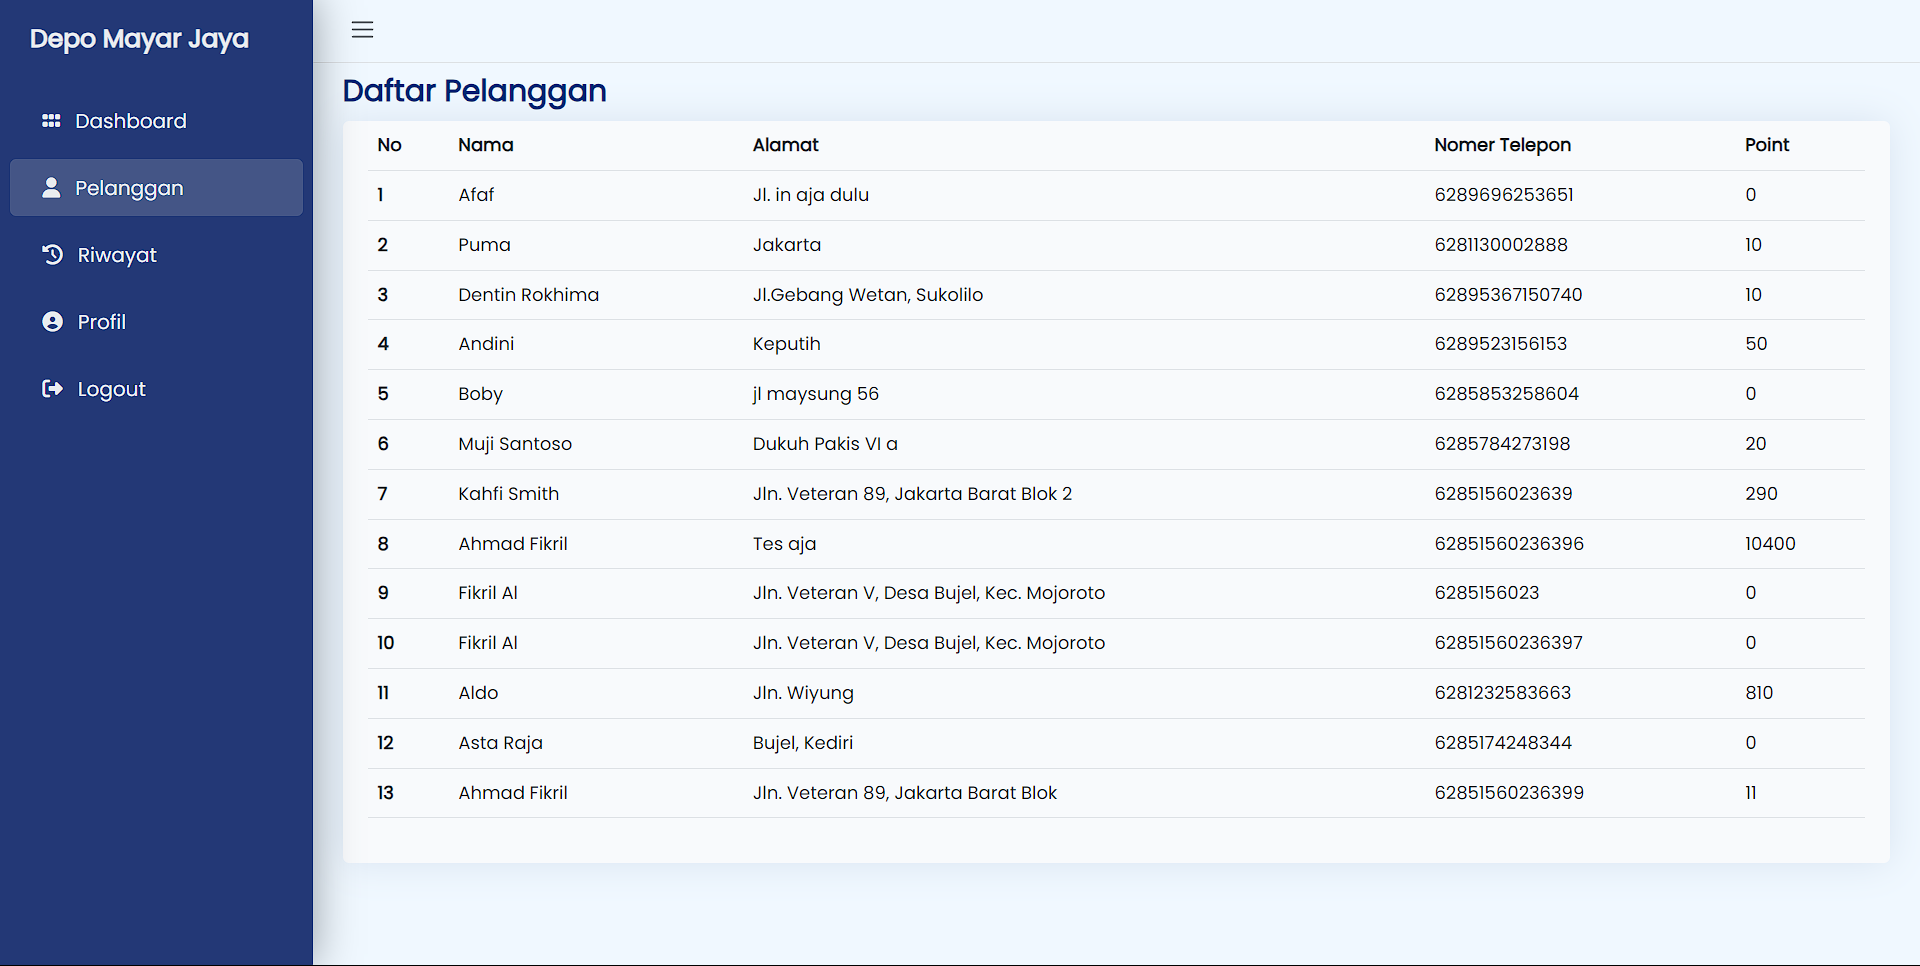 Depo Mayar Jaya
Dashboard
Pelanggan
Riwayat
Profil
Logout
Daftar Pelanggan
No Nama Alamat Nomer Telepon Point
1 Afaf Jl. in aja dulu 6289696253651 0
2 Puma Jakarta 6281130002888 10
3 Dentin Rokhima Jl.Gebang Wetan, Sukolilo 62895367150740 10
4 Andini Keputih 6289523156153 50
5 Boby jl maysung 56 6285853258604 0
6 Muji Santoso Dukuh Pakis VI a 6285784273198 20
7 Kahfi Smith Jln. Veteran 89, Jakarta Barat Blok 2 6285156023639 290
8 Ahmad Fikril Tes aja 62851560236396 10400
9 Fikril Al Jln. Veteran V, Desa Bujel, Kec. Mojoroto 6285156023 0
10 Fikril Al Jln. Veteran V, Desa Bujel, Kec. Mojoroto 62851560236397 0
11 Aldo Jln. Wiyung 6281232583663 810
12 Asta Raja Bujel, Kediri 6285174248344 0
13 Ahmad Fikril Jln. Veteran 89, Jakarta Barat Blok 62851560236399 11